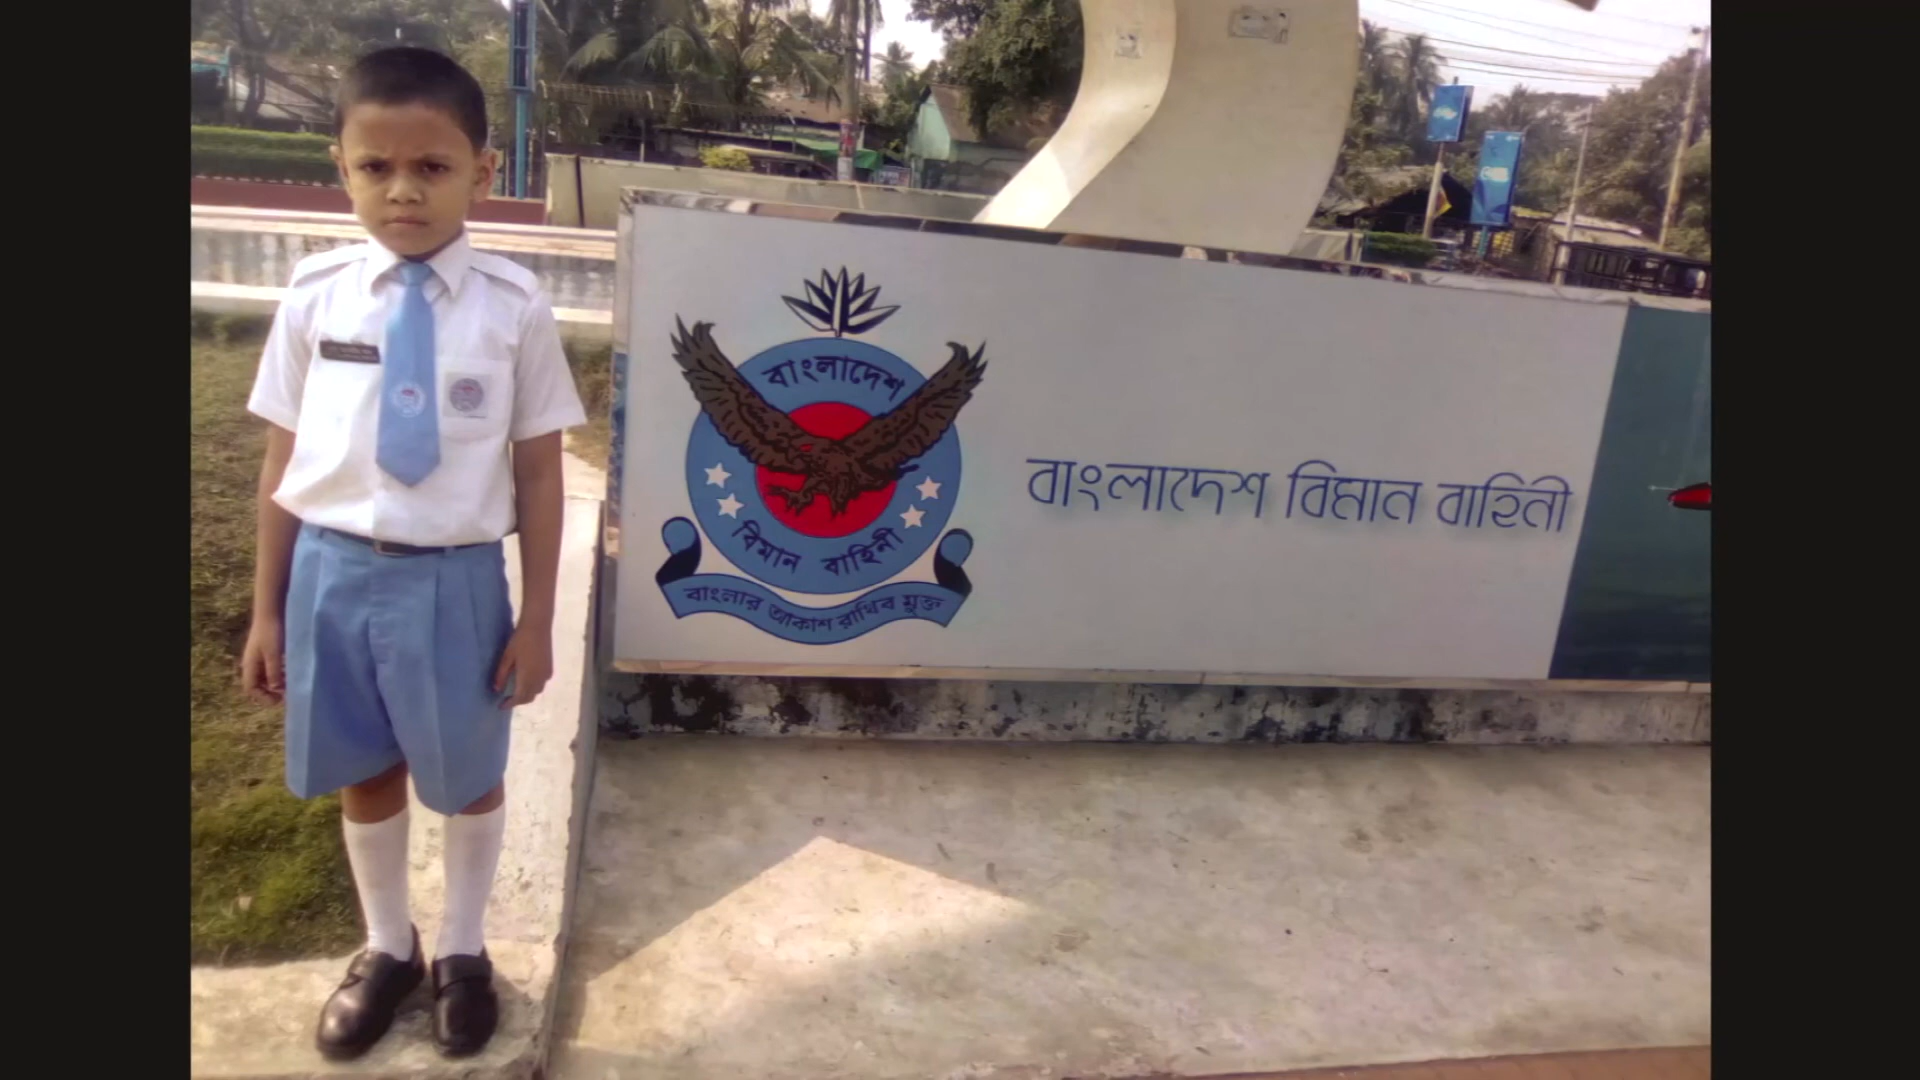 বাংলাদেশ
বিমান বাহিনী
বাংলার আকাশ রাখিব মুক্ত
বাংলাদেশ বিমান বাহিনী